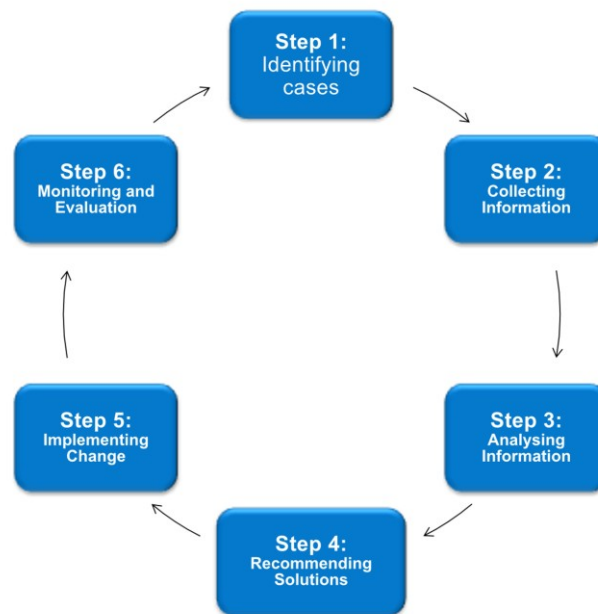 Step 1:
Identifying
cases
Step 2:
Collecting
Information
Step 3:
Analysing
Information
Step 4:
Recommending
Solutions
Step 5:
Implementing
Change
Step 6:
Monitoring and
Evaluation